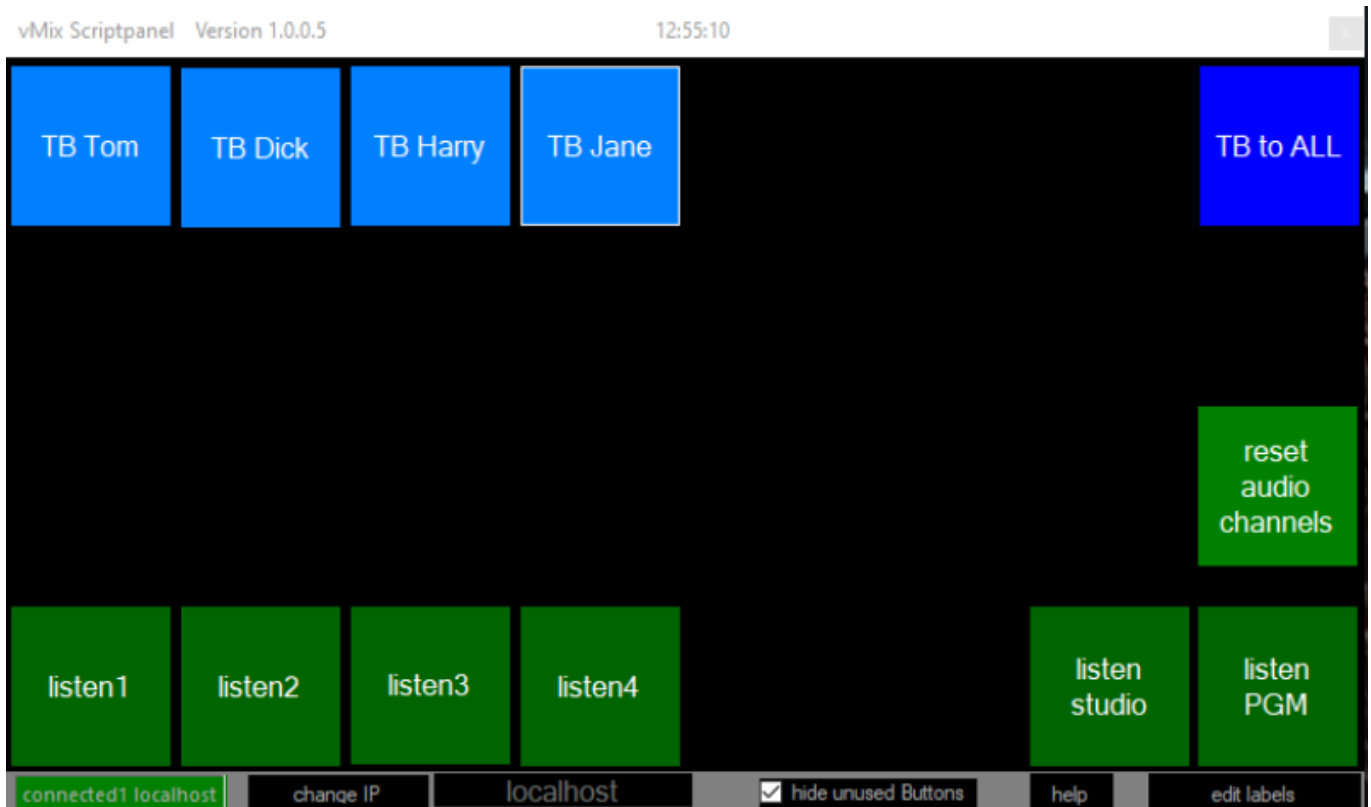 vMix Scriptpanel Version 1.0.0.5 12:55:10
x
TB Tom
TB Dick
TB Harry
TB Jane
TB to ALL
reset
audio
channels
listen1
listen2
listen3
listen4
listen
studio
listen
PGM
connected1 localhost
change IP
localhost
hide unused Buttons
help
edit labels